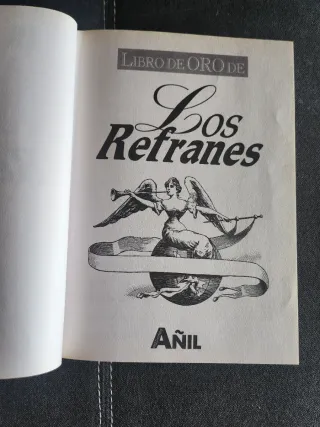 LIBRO DE ORO DE
Los
Refranes
AÑIL